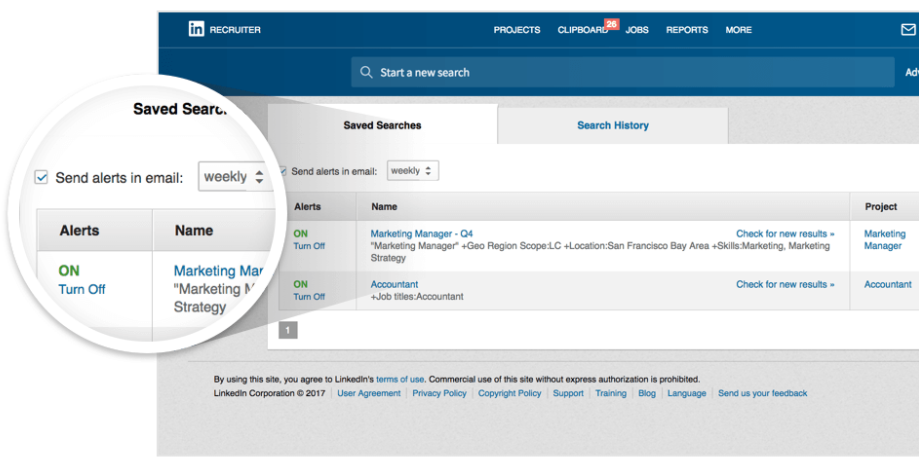 in RECRUITER
PROJECTS CLIPBOARD 26 JOBS REPORTS MORE
Start a new search
Saved Searches
Search History
Send alerts in email: weekly
Alerts Name Project
ON Marketing Manager - Q4 Check for new results » Marketing
Turn Off "Marketing Manager" +Geo Region Scope:LC +Location:San Francisco Bay Area +Skills:Marketing, Marketing Manager
Strategy
ON Accountant Check for new results » Accountant
Turn Off +Job titles:Accountant
1
By using this site, you agree to LinkedIn's terms of use. Commercial use of this site without express authorization is prohibited.
LinkedIn Corporation © 2017 User Agreement Privacy Policy Copyright Policy Support Training Blog Language Send us your feedback
Saved
Send alerts in email: weekly
Alerts Name
ON Marketing
Turn Off "Marketing
Strategy